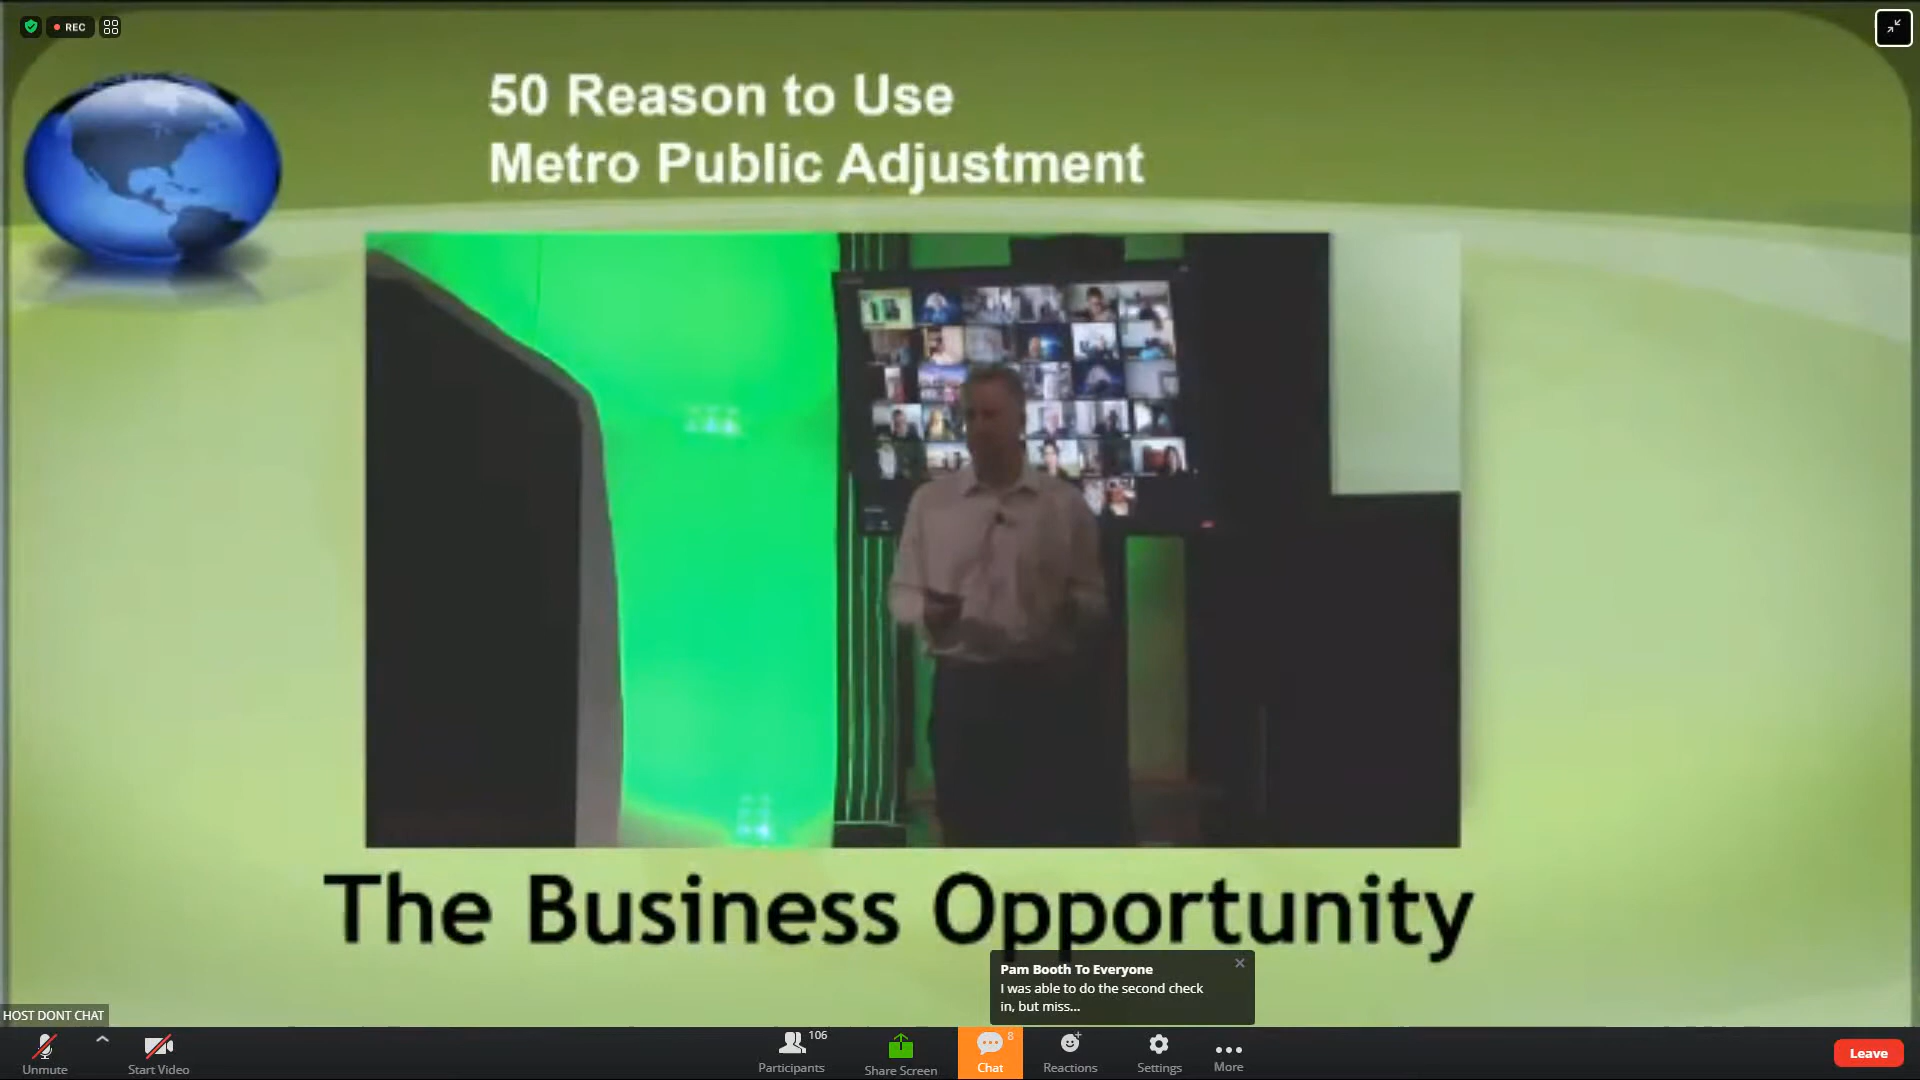 REC
50 Reason to Use
Metro Public Adjustment
The Business Opportunity
Pam Booth To Everyone
I was able to do the second check
in, but miss...
HOST DONT CHAT
106
8
Unmute
Start Video
Participants
Share Screen
Chat
Reactions
Settings
More
Leave